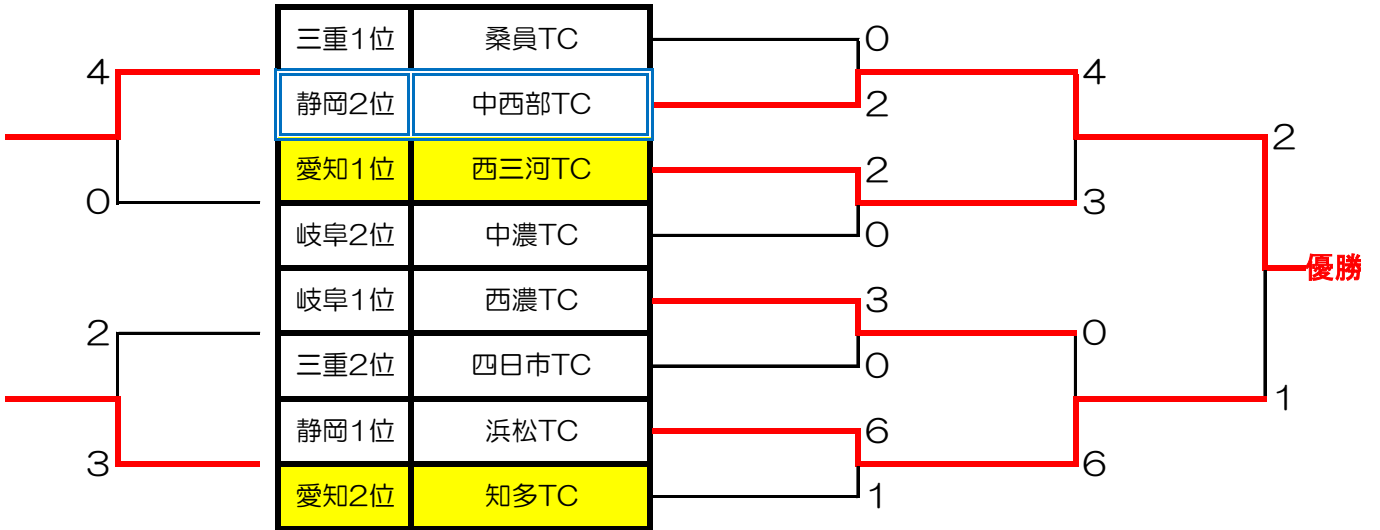 三重1位 桑員TC 0
4 4
静岡2位 中西部TC 2
2
愛知1位 西三河TC 2
0 3
岐阜2位 中濃TC 0
優勝
岐阜1位 西濃TC 3
2 0
三重2位 四日市TC 0
1
静岡1位 浜松TC 6
3 6
愛知2位 知多TC 1